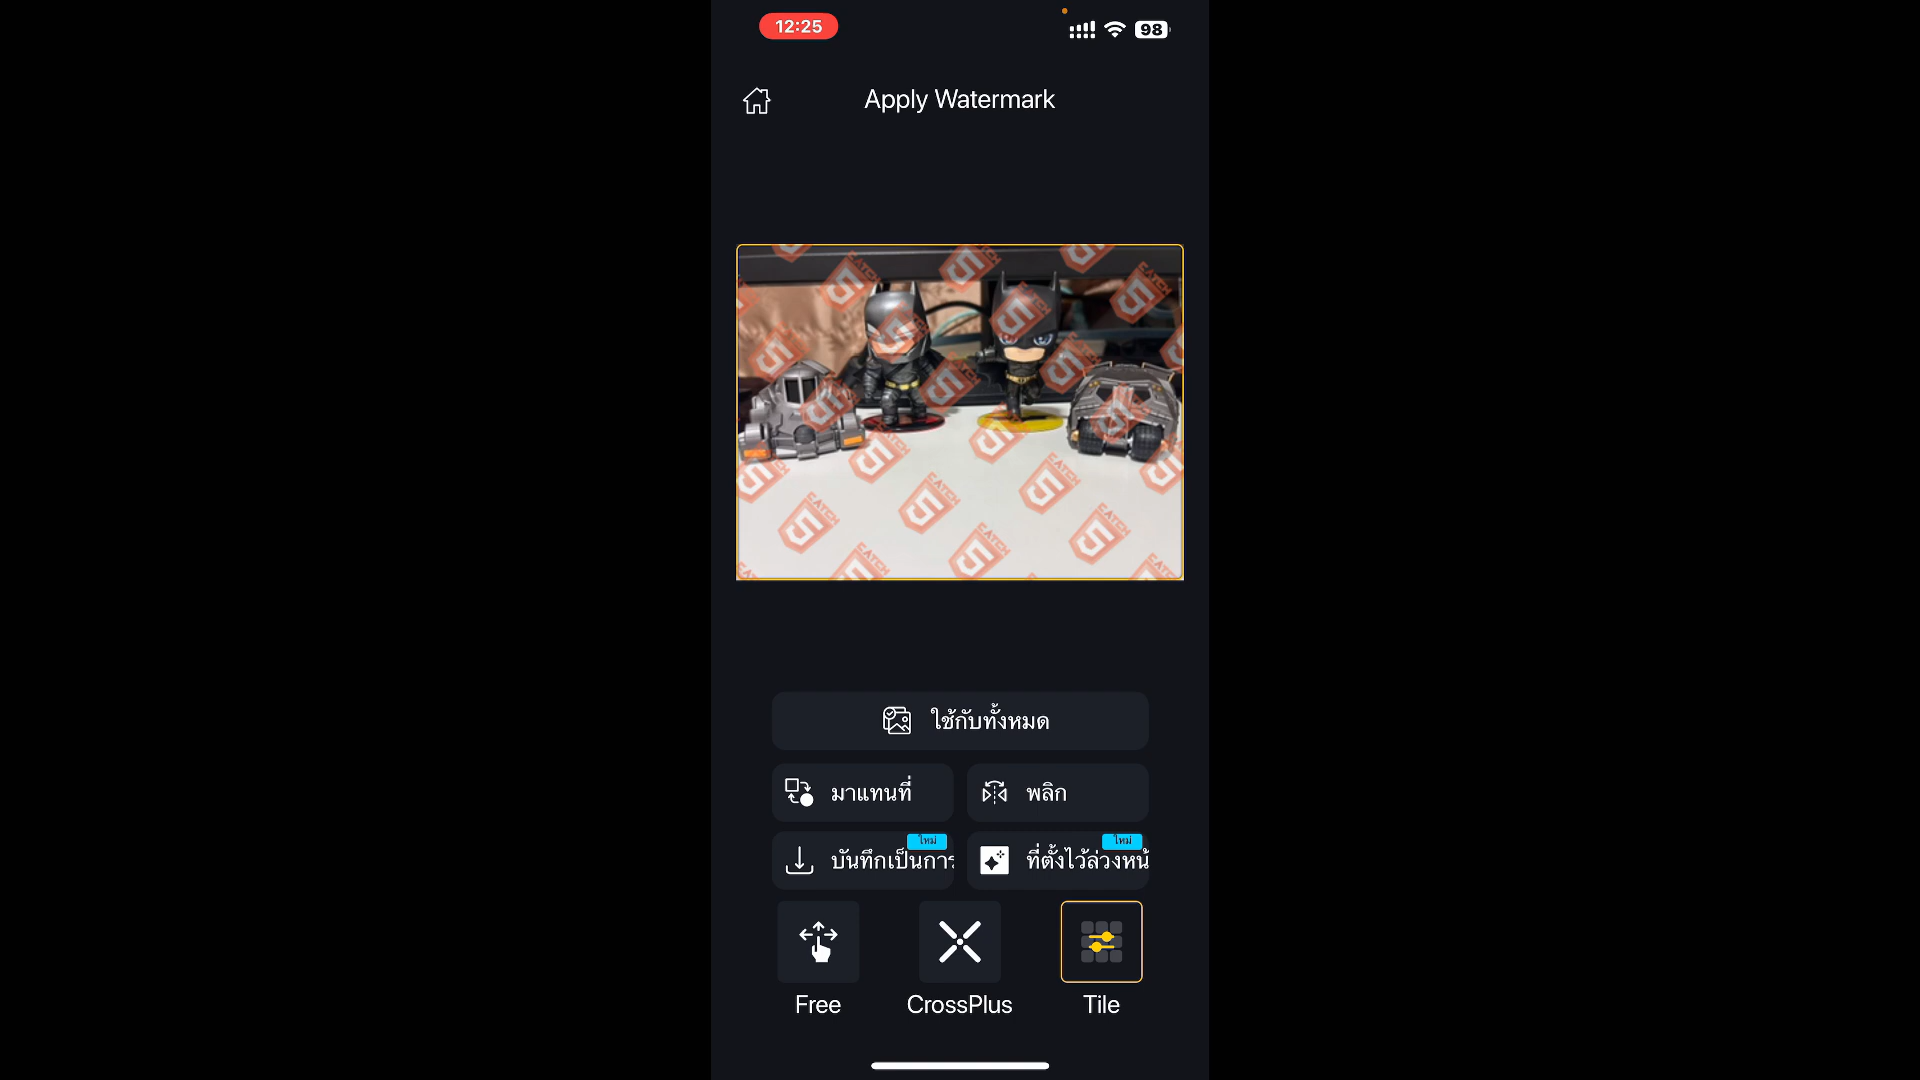 12:25
98
Apply Watermark
ใช้กับทั้งหมด
มาแทนที่
พลิก
ใหม่
ใหม่
บันทึกเป็นการ
ที่ตั้งไว้ล่วงหน้
Free
CrossPlus
Tile